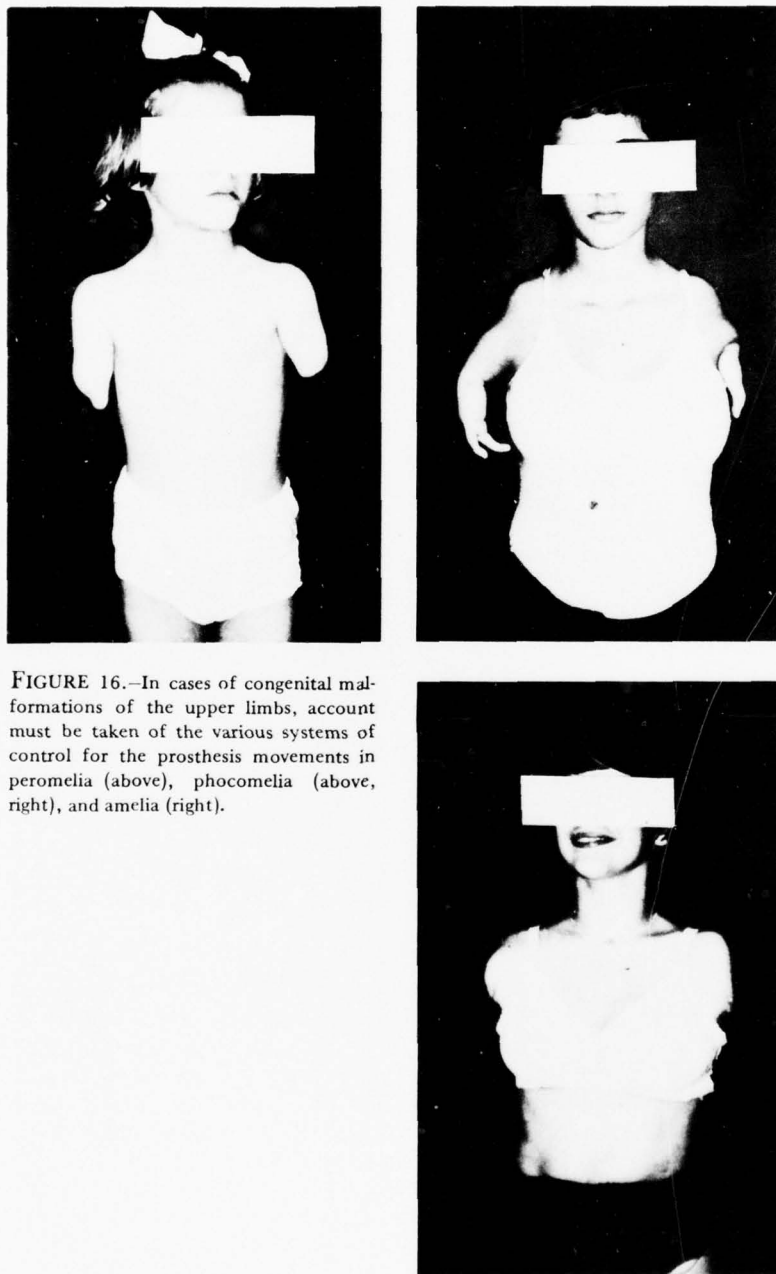 FIGURE 16.—In cases of congenital mal-
formations of the upper limbs, account
must be taken of the various systems of
control for the prosthesis movements in
peromelia (above), phocomelia (above,
right), and amelia (right).